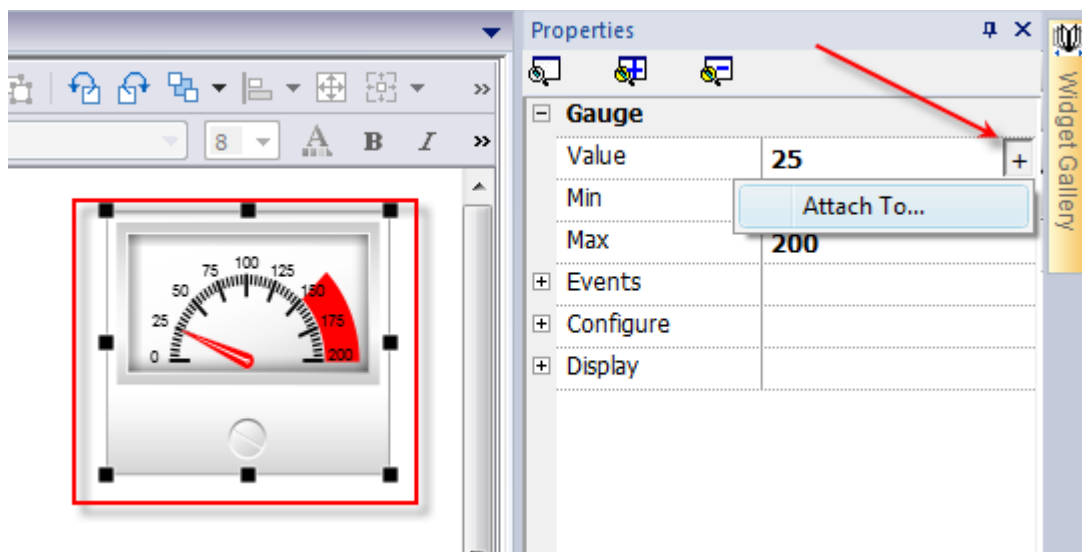 Properties
8 A B I
Gauge
Value 25 +
Min
Attach To...
Max 200
Events
Configure
Display
Widget Gallery
0 25 50 75 100 125 150 175 200